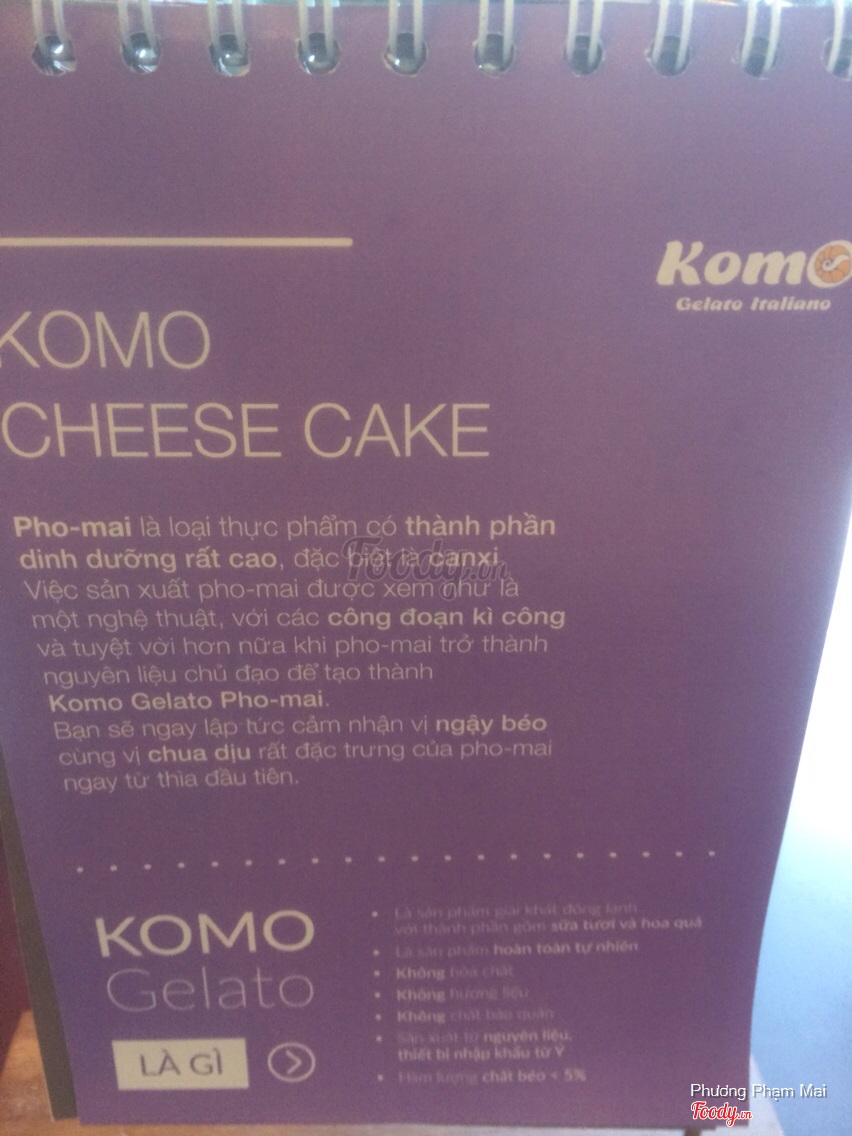 Komo
Gelato Italiano
KOMO
CHEESE CAKE
Pho-mai là loại thực phẩm có thành phần
dinh dưỡng rất cao, đặc biệt là canxi.
Việc sản xuất pho-mai được xem như là
một nghệ thuật, với các công đoạn kì công
và tuyệt vời hơn nữa khi pho-mai trở thành
nguyên liệu chủ đạo để tạo thành
Komo Gelato Pho-mai.
Bạn sẽ ngay lập tức cảm nhận vị ngậy béo
cùng vị chua dịu rất đặc trưng của pho-mai
ngay từ thìa đầu tiên.
Foody.vn
KOMO
Gelato
LÀ GÌ
• Là sản phẩm giải khát đông lạnh
với thành phần gồm sữa tươi và hoa quả
• Là sản phẩm hoàn toàn tự nhiên
• Không hóa chất
• Không hương liệu
• Không chất bảo quản
• Sản xuất từ nguyên liệu,
thiết bị nhập khẩu từ Ý
• Hàm lượng chất béo < 5%
Phương Phạm Mai
Foody.vn